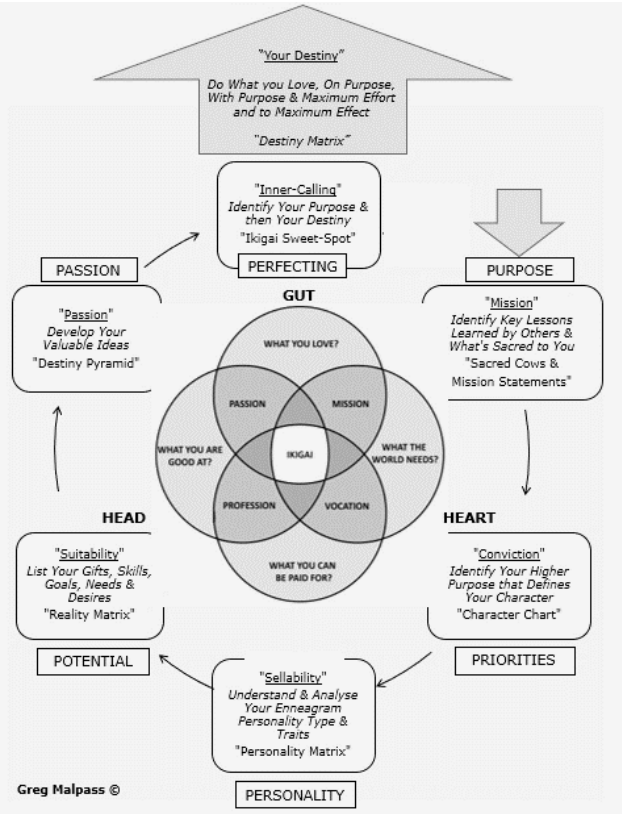 "Your Destiny"
Do What you Love, On Purpose,
With Purpose & Maximum Effort
and to Maximum Effect
"Destiny Matrix"
"Inner-Calling"
Identify Your Purpose &
then Your Destiny
"Ikigai Sweet-Spot"
PERFECTING
GUT
PURPOSE
"Mission"
Identify Key Lessons
Learned by Others &
What's Sacred to You
"Sacred Cows &
Mission Statements"
HEART
"Conviction"
Identify Your Higher
Purpose that Defines
Your Character
"Character Chart"
PRIORITIES
"Sellability"
Understand & Analyse
Your Enneagram
Personality Type &
Traits
"Personality Matrix"
PERSONALITY
HEAD
"Suitability"
List Your Gifts, Skills,
Goals, Needs &
Desires
"Reality Matrix"
POTENTIAL
PASSION
"Passion"
Develop Your
Valuable Ideas
"Destiny Pyramid"
WHAT YOU LOVE?
PASSION
MISSION
WHAT YOU ARE
GOOD AT?
IKIGAI
WHAT THE
WORLD NEEDS?
PROFESSION
VOCATION
WHAT YOU CAN
BE PAID FOR?
Greg Malpass ©